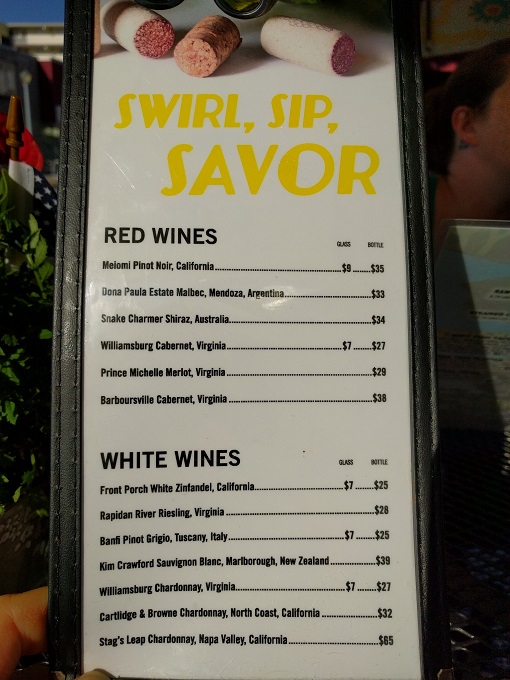 SWIRL, SIP,
SAVOR
RED WINES GLASS BOTTLE
Meiomi Pinot Noir, California $9 $35
Dona Paula Estate Malbec, Mendoza, Argentina $33
Snake Charmer Shiraz, Australia $34
Williamsburg Cabernet, Virginia $7 $27
Prince Michelle Merlot, Virginia $29
Barboursville Cabernet, Virginia $36
WHITE WINES GLASS BOTTLE
Front Porch White Zinfandel, California $7 $25
Rapidan River Riesling, Virginia $26
Banfi Pinot Grigio, Tuscany, Italy $7 $25
Kim Crawford Sauvignon Blanc, Marlborough, New Zealand $39
Williamsburg Chardonnay, Virginia $7 $27
Cartlidge & Browne Chardonnay, North Coast, California $32
Stag's Leap Chardonnay, Napa Valley, California $65